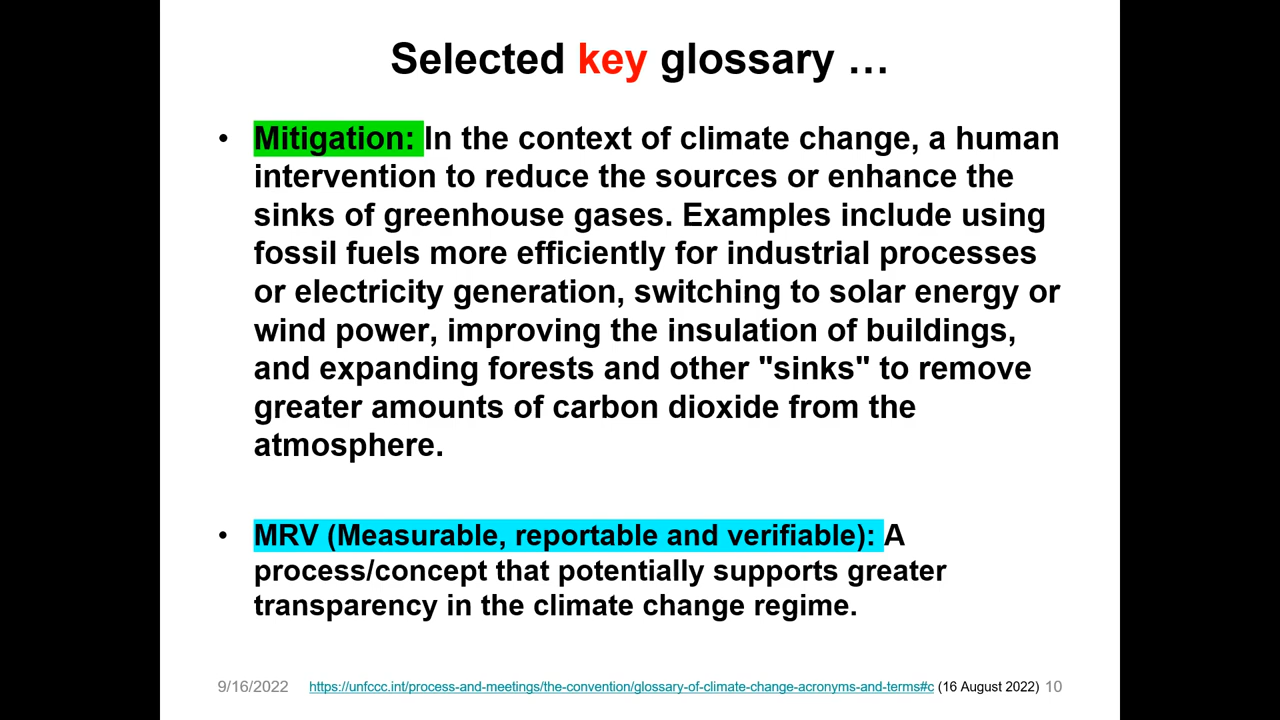 Selected key glossary …
• Mitigation: In the context of climate change, a human
intervention to reduce the sources or enhance the
sinks of greenhouse gases. Examples include using
fossil fuels more efficiently for industrial processes
or electricity generation, switching to solar energy or
wind power, improving the insulation of buildings,
and expanding forests and other "sinks" to remove
greater amounts of carbon dioxide from the
atmosphere.
• MRV (Measurable, reportable and verifiable): A
process/concept that potentially supports greater
transparency in the climate change regime.
9/16/2022 https://unfccc.int/process-and-meetings/the-convention/glossary-of-climate-change-acronyms-and-terms#c (16 August 2022) 10